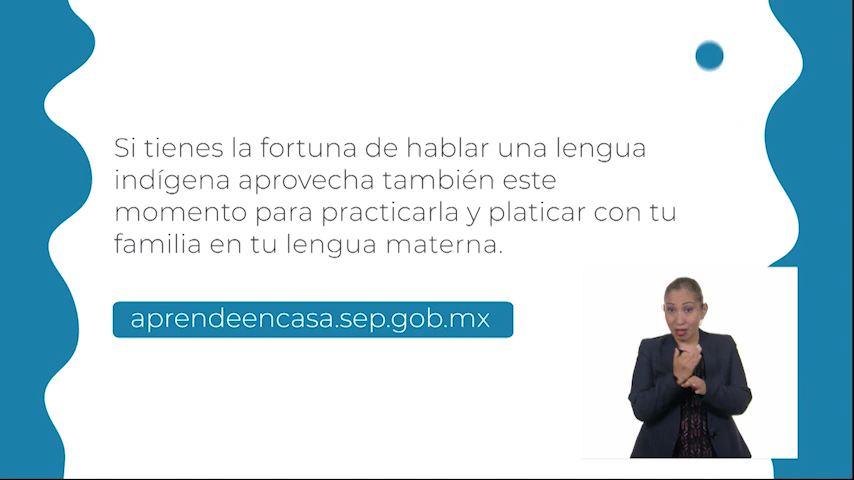 Si tienes la fortuna de hablar una lengua
indígena aprovecha también este
momento para practicarla y platicar con tu
familia en tu lengua materna.
aprendeencasa.sep.gob.mx